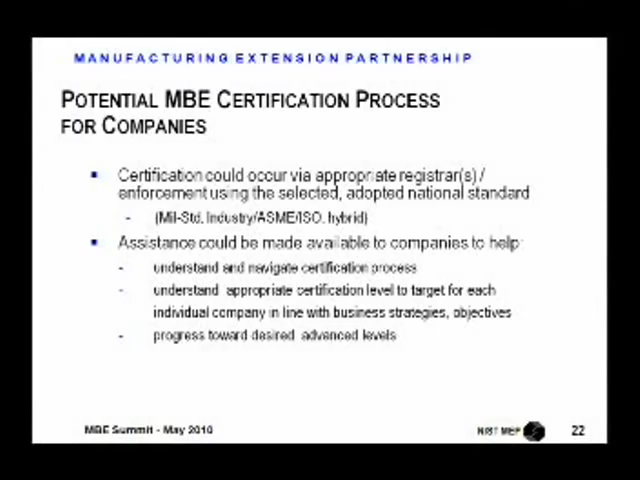 MANUFACTURING EXTENSION PARTNERSHIP
POTENTIAL MBE CERTIFICATION PROCESS
FOR COMPANIES
▪ Certification could occur via appropriate registrar(s) /
enforcement using the selected, adopted national standard
- (Mil-Std, Industry/ASME/ISO, hybrid)
▪ Assistance could be made available to companies to help:
- understand and navigate certification process
- understand appropriate certification level to target for each
individual company in line with business strategies, objectives
- progress toward desired advanced levels
MBE Summit - May 2010
NIST MEP
22